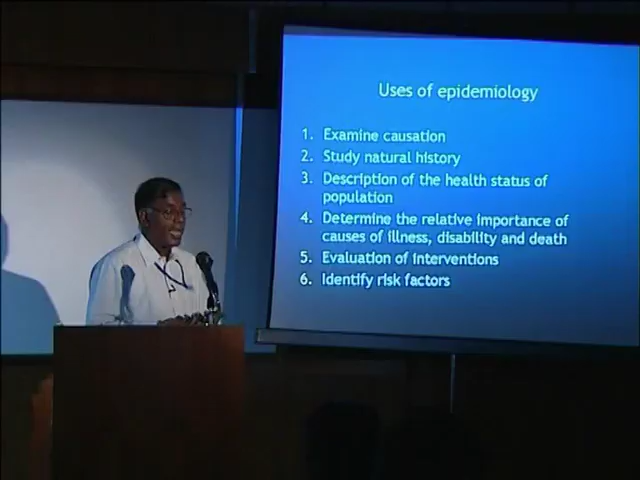 Uses of epidemiology
1. Examine causation
2. Study natural history
3. Description of the health status of
population
4. Determine the relative importance of
causes of illness, disability and death
5. Evaluation of interventions
6. Identify risk factors